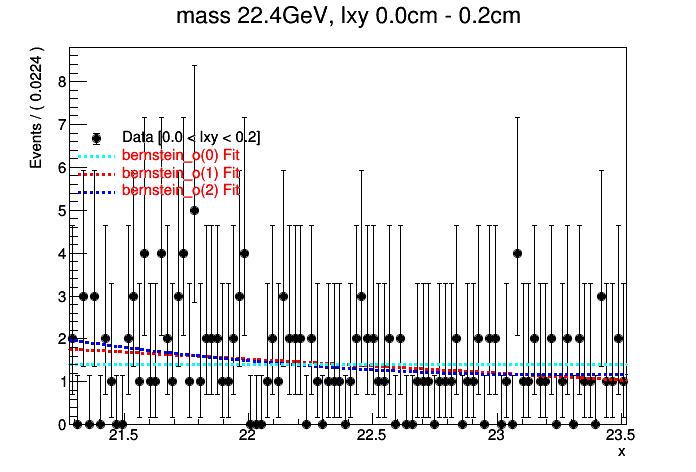 mass 22.4GeV, lxy 0.0cm - 0.2cm
Events / ( 0.0224 )
8
7
6
5
4
3
2
1
0
Data [0.0 < lxy < 0.2]
bernstein_o(0) Fit
bernstein_o(1) Fit
bernstein_o(2) Fit
21.5 22 22.5 23 23.5
x